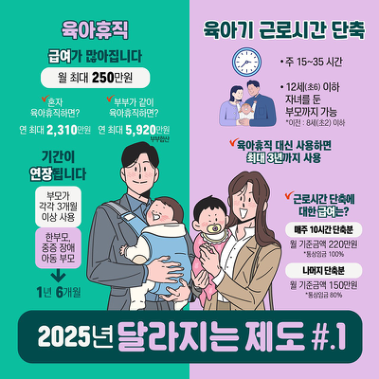 육아휴직
급여가 많아집니다
월 최대 250만원
혼자
육아휴직하면?
연 최대 2,310만원
부부가 같이
육아휴직하면?
연 최대 5,920만원
부부합산
기간이
연장됩니다
부모가
각각 3개월
이상 사용
한부모,
중증 장애
아동 부모
1년 6개월
육아기 근로시간 단축
• 주 15~35 시간
• 12세(초6) 이하
자녀를 둔
부모까지 가능
*이전 : 8세(초2) 이하
육아휴직 대신 사용하면
최대 3년까지 사용
근로시간 단축에
대한 급여는?
매주 10시간 단축분
월 기준금액 220만원
*통상임금 100%
나머지 단축분
월 기준금액 150만원
*통상임금 80%
2025년 달라지는 제도 #.1